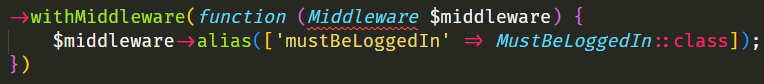 ->withMiddleware(function (Middleware $middleware) {
    $middleware->alias(['mustBeLoggedIn' => MustBeLoggedIn::class]);
})